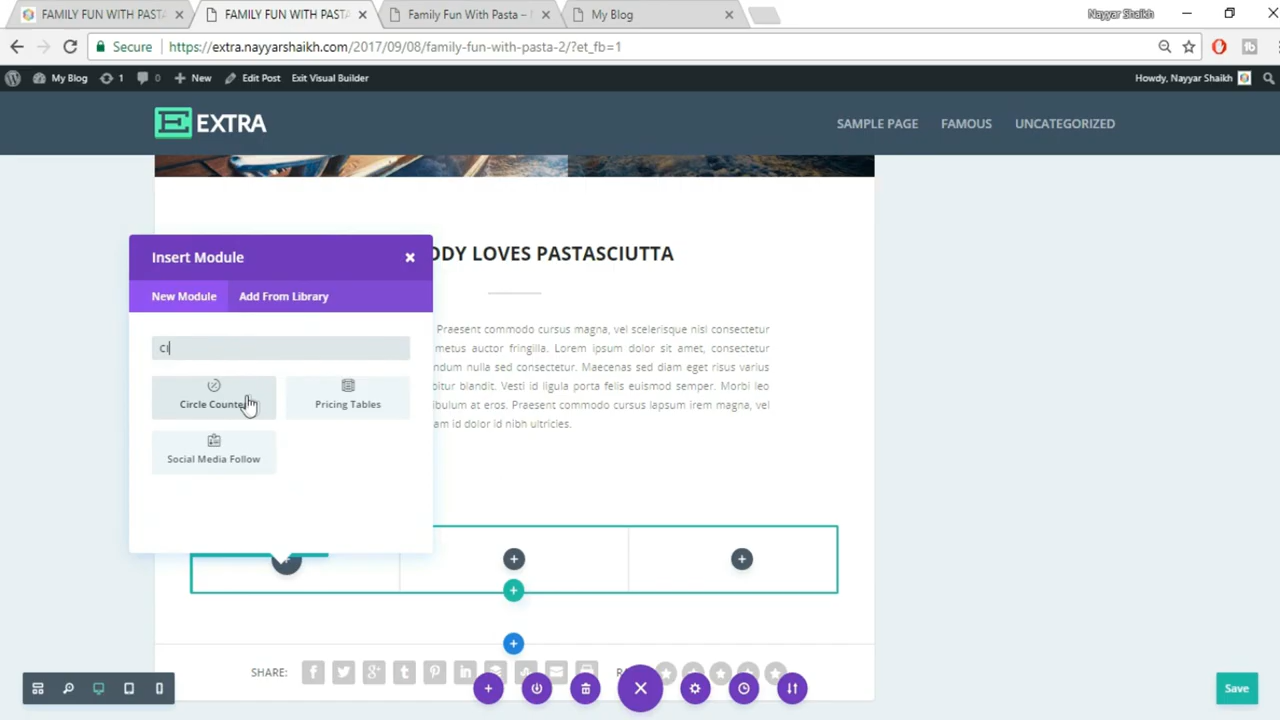 FAMILY FUN WITH PASTA
FAMILY FUN WITH PASTA
Family Fun With Pasta –
My Blog
Nayyar Shaikh
Secure
https://extra.nayyarshaikh.com/2017/09/08/family-fun-with-pasta-2/?et_fb=1
My Blog
1
0
New
Edit Post
Exit Visual Builder
Howdy, Nayyar Shaikh
EXTRA
SAMPLE PAGE
FAMOUS
UNCATEGORIZED
ODY LOVES PASTASCIUTTA
Insert Module
New Module
Add From Library
Ci
Circle Counte
Pricing Tables
Social Media Follow
Praesent commodo cursus magna, vel scelerisque nisl consectetur
metus auctor fringilla. Lorem ipsum dolor sit amet, consectetur
ndum nulla sed consectetur. Maecenas sed diam eget risus varius
bitur blandit. Vesti id ligula porta felis euismod semper. Morbi leo
ibulum at eros. Praesent commodo cursus lapsum irem magna, vel
am id dolor id nibh ultricies.
SHARE:
Save